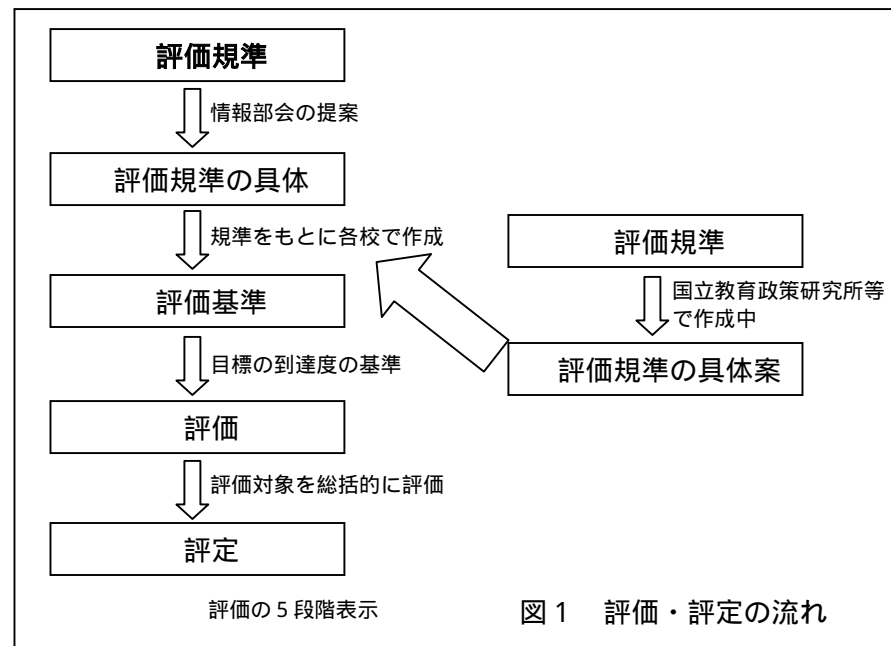 評価規準
情報部会の提案
評価規準の具体
規準をもとに各校で作成
評価基準
目標の到達度の基準
評価
評価対象を総括的に評価
評定
評価の5段階表示
評価規準
国立教育政策研究所等
で作成中
評価規準の具体案
図1 評価・評定の流れ